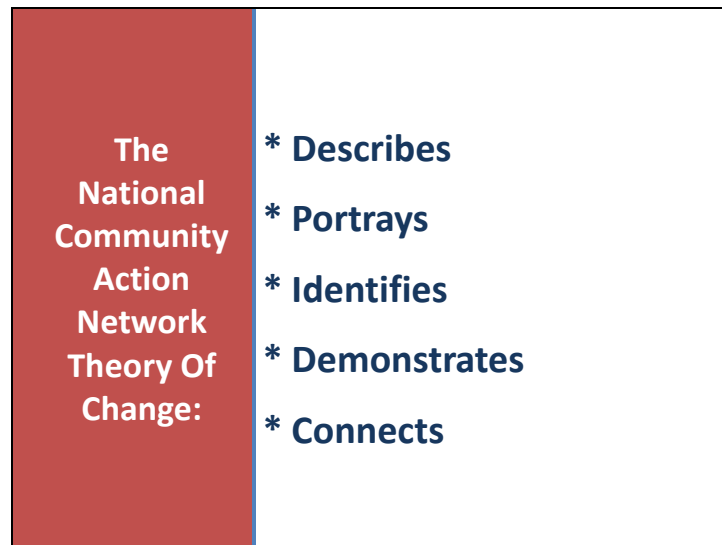 The
National
Community
Action
Network
Theory Of
Change:
* Describes
* Portrays
* Identifies
* Demonstrates
* Connects